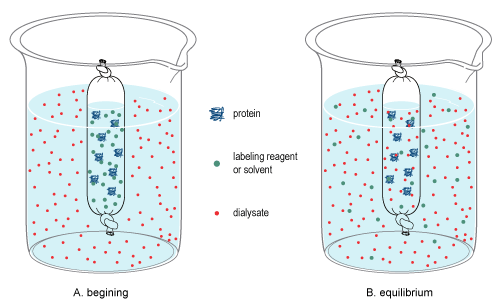 protein
labeling reagent
or solvent
dialysate
A. begining
B. equilibrium